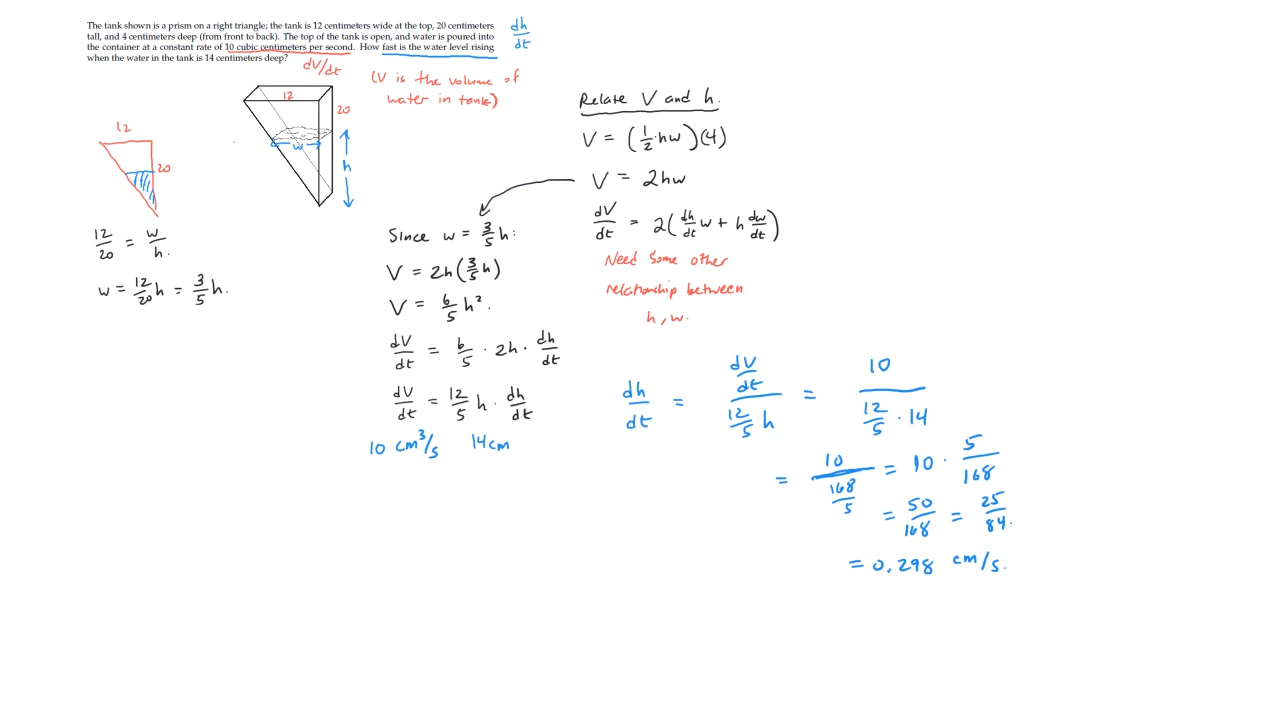 The tank shown is a prism on a right triangle; the tank is 12 centimeters wide at the top, 20 centimeters
tall, and 4 centimeters deep (from front to back). The top of the tank is open, and water is poured into
the container at a constant rate of 10 cubic centimeters per second. How fast is the water level rising
when the water in the tank is 14 centimeters deep?
dh/dt
dV/dt
(V is the volume of
water in tank)
12
20
w
h
12
20
12/20 = w/h.
w = 12/20 h = 3/5 h.
Relate V and h.
V = (1/2 · hw)(4)
V = 2hw
dV/dt = 2(dh/dt w + h dw/dt)
Need some other
relationship between
h, w.
Since w = 3/5 h:
V = 2h(3/5 h)
V = 6/5 h².
dV/dt = 6/5 · 2h · dh/dt
dV/dt = 12/5 h · dh/dt
10 cm³/s 14cm
dh/dt = dV/dt / 12/5 h = 10 / 12/5 · 14
= 10 / 168/5 = 10 · 5/168
= 50/168 = 25/84.
= 0.298 cm/s.